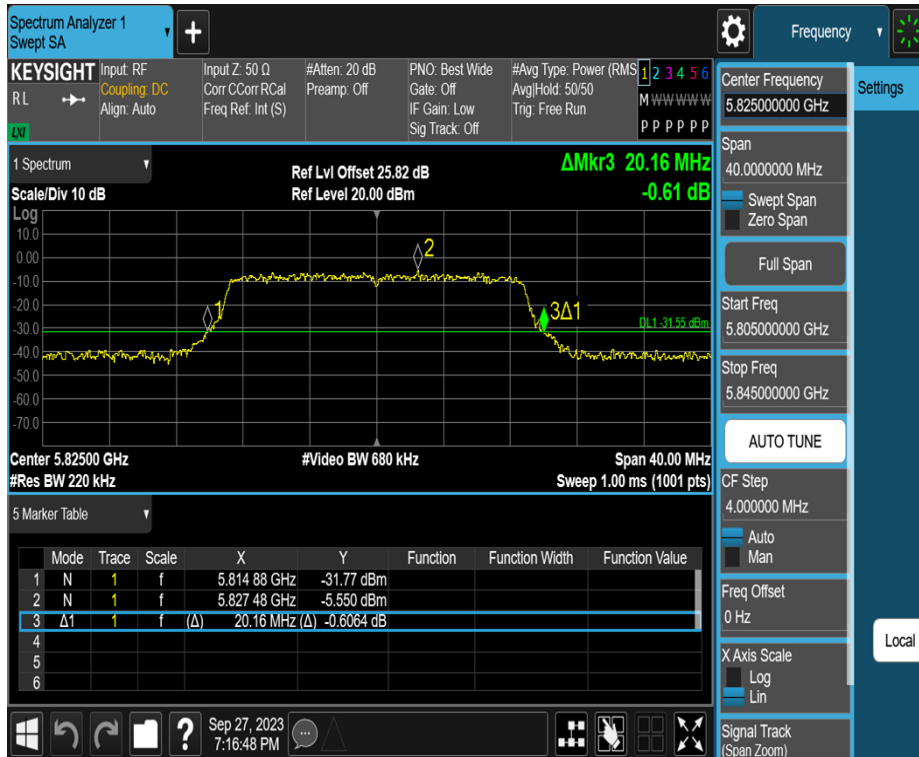 Spectrum Analyzer 1
Swept SA
+
Frequency
KEYSIGHT
R L
LXI
Input: RF
Coupling: DC
Align: Auto
Input Z: 50 Ω
Corr CCorr RCal
Freq Ref: Int (S)
#Atten: 20 dB
Preamp: Off
PNO: Best Wide
Gate: Off
IF Gain: Low
Sig Track: Off
#Avg Type: Power (RMS
Avg|Hold: 50/50
Trig: Free Run
1 2 3 4 5 6
M W W W W W
P P P P P P
Center Frequency
5.825000000 GHz
Settings
Span
40.0000000 MHz
Swept Span
Zero Span
Full Span
Start Freq
5.805000000 GHz
Stop Freq
5.845000000 GHz
AUTO TUNE
CF Step
4.000000 MHz
Auto
Man
Freq Offset
0 Hz
Local
X Axis Scale
Log
Lin
Signal Track
(Span Zoom)
1 Spectrum
Scale/Div 10 dB
Ref Lvl Offset 25.82 dB
Ref Level 20.00 dBm
ΔMkr3 20.16 MHz
-0.61 dB
Log
10.0
0.00
-10.0
-20.0
-30.0
-40.0
-50.0
-60.0
-70.0
1
2
3Δ1
DL1 -31.55 dBm
Center 5.82500 GHz
#Video BW 680 kHz
Span 40.00 MHz
#Res BW 220 kHz
Sweep 1.00 ms (1001 pts)
5 Marker Table
Mode Trace Scale X Y Function Function Width Function Value
1 N 1 f 5.814 88 GHz -31.77 dBm
2 N 1 f 5.827 48 GHz -5.550 dBm
3 Δ1 1 f (Δ) 20.16 MHz (Δ) -0.6064 dB
4
5
6
?
Sep 27, 2023
7:16:48 PM